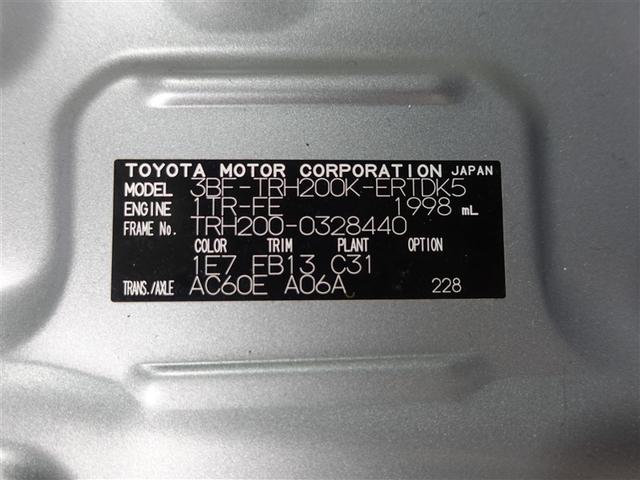 TOYOTA MOTOR CORPORATION JAPAN
MODEL 3BF-TRH200K-ERTDK5
ENGINE 1TR-FE 1998 mL
FRAME No. TRH200-0328440
COLOR TRIM PLANT OPTION
1E7 FB13 C31
TRANS./AXLE AC60E A06A 228